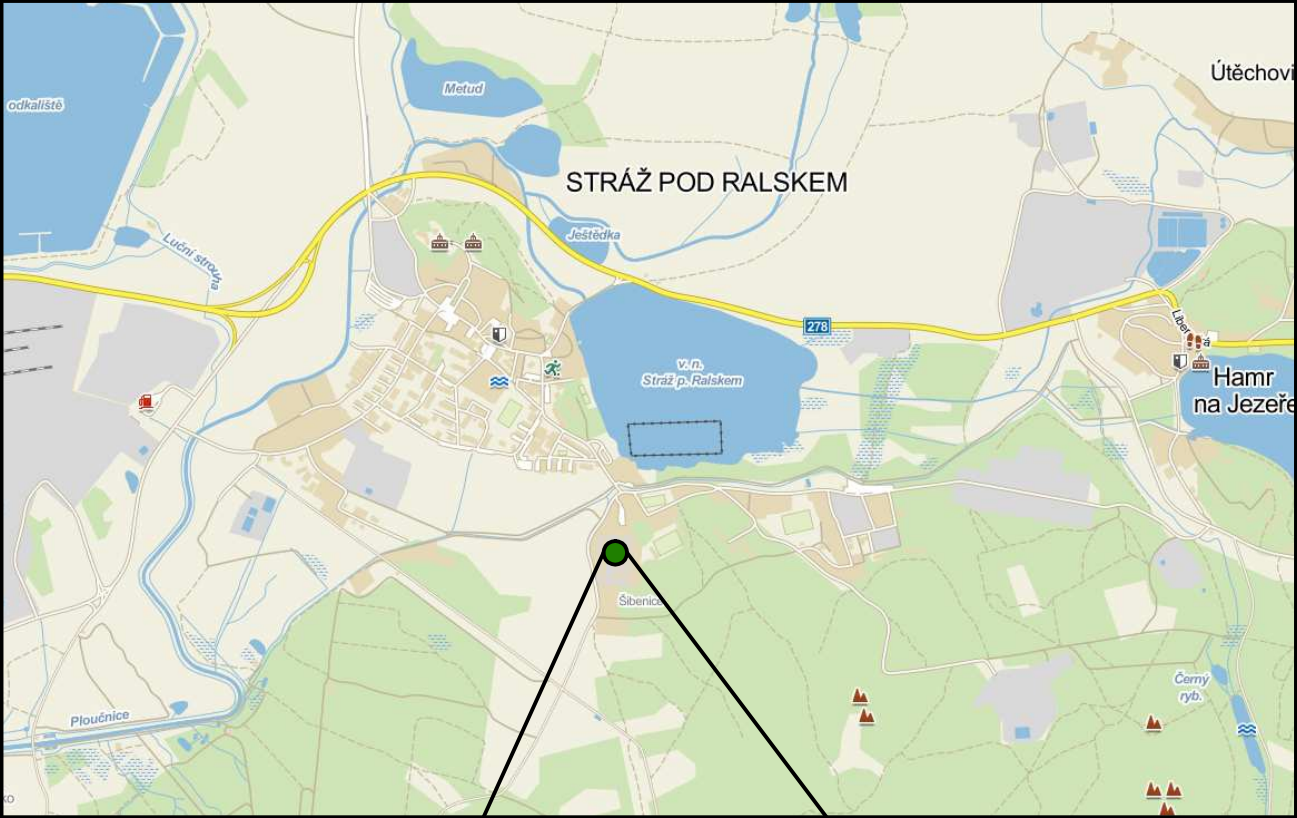 Útěchovi
Metud
odkaliště
STRÁŽ POD RALSKEM
Ještědka
Luční strouha
278
v. n.
Stráž p. Ralskem
Hamr
na Jezeře
Šibenice
Černý
ryb.
Ploučnice